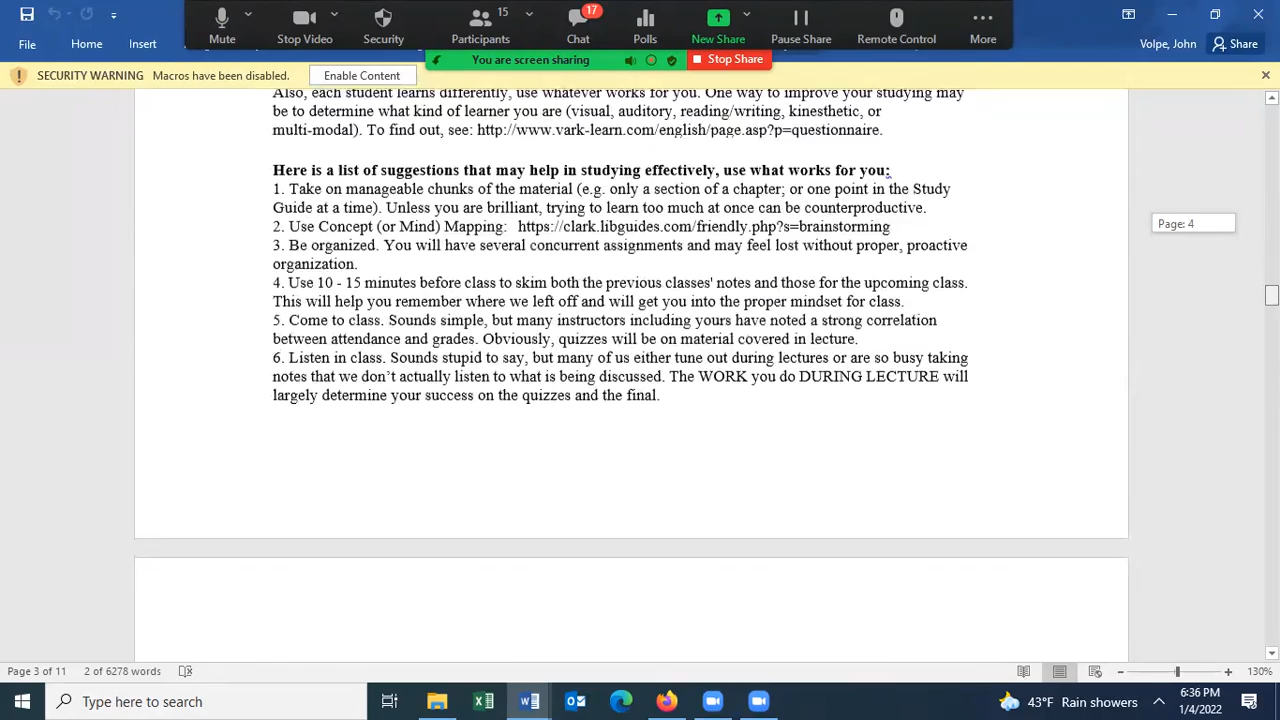 15
17
Mute
Stop Video
Security
Participants
Chat
Polls
New Share
Pause Share
Remote Control
More
File
Home
Insert
Volpe, John
Share
You are screen sharing
Stop Share
SECURITY WARNING Macros have been disabled.
Enable Content
Also, each student learns differently, use whatever works for you. One way to improve your studying may
be to determine what kind of learner you are (visual, auditory, reading/writing, kinesthetic, or
multi-modal). To find out, see: http://www.vark-learn.com/english/page.asp?p=questionnaire.
Here is a list of suggestions that may help in studying effectively, use what works for you:
1. Take on manageable chunks of the material (e.g. only a section of a chapter; or one point in the Study
Guide at a time). Unless you are brilliant, trying to learn too much at once can be counterproductive.
2. Use Concept (or Mind) Mapping: https://clark.libguides.com/friendly.php?s=brainstorming
3. Be organized. You will have several concurrent assignments and may feel lost without proper, proactive
organization.
4. Use 10 - 15 minutes before class to skim both the previous classes' notes and those for the upcoming class.
This will help you remember where we left off and will get you into the proper mindset for class.
5. Come to class. Sounds simple, but many instructors including yours have noted a strong correlation
between attendance and grades. Obviously, quizzes will be on material covered in lecture.
6. Listen in class. Sounds stupid to say, but many of us either tune out during lectures or are so busy taking
notes that we don't actually listen to what is being discussed. The WORK you do DURING LECTURE will
largely determine your success on the quizzes and the final.
Page: 4
Page 3 of 11
2 of 6278 words
130%
Type here to search
43°F Rain showers
6:36 PM
1/4/2022